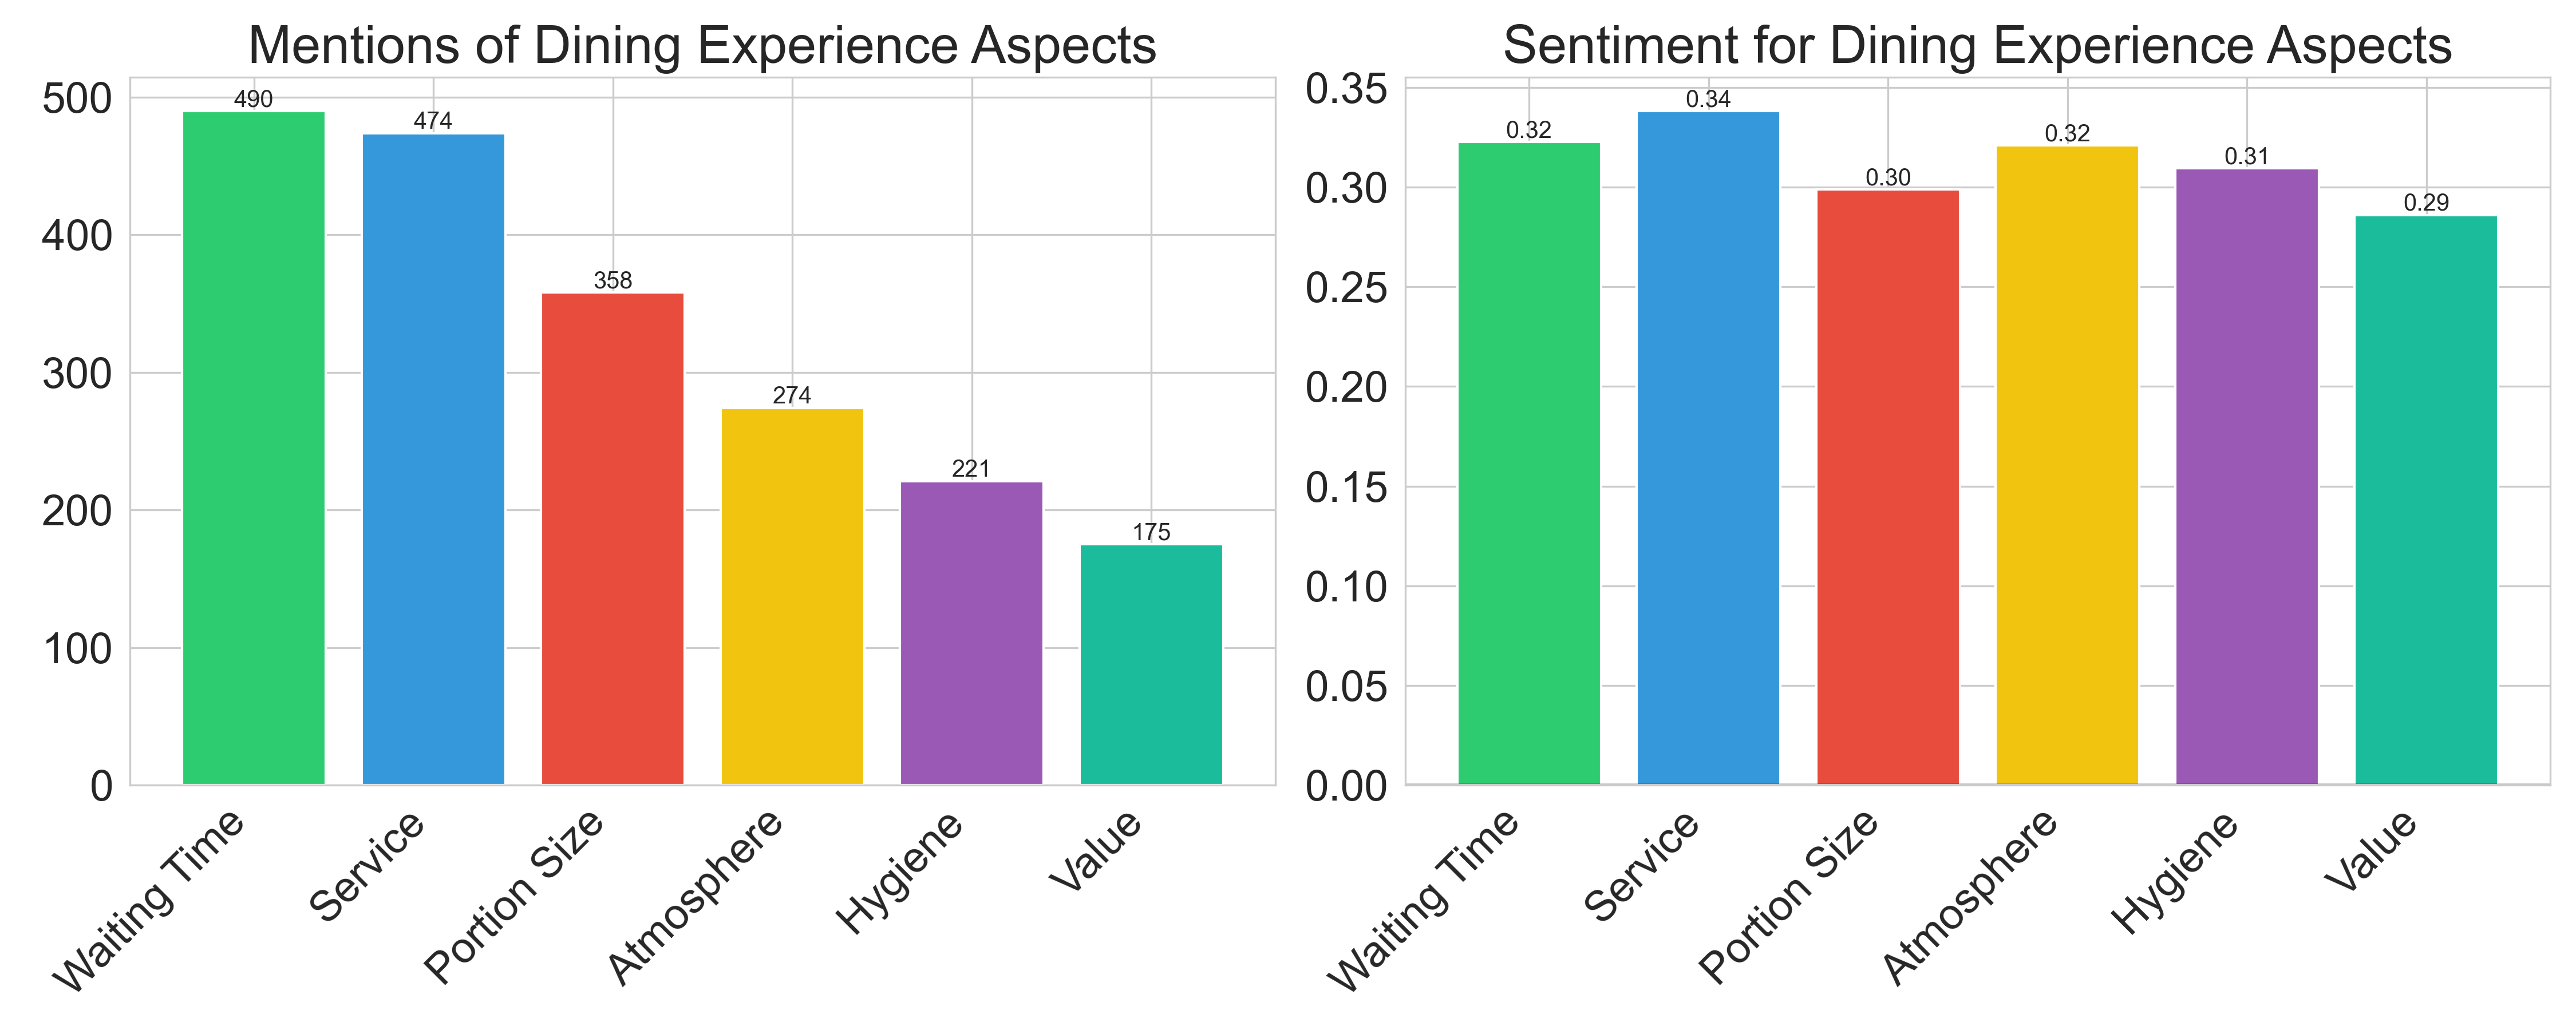 Mentions of Dining Experience Aspects
500
400
300
200
100
0
490
474
358
274
221
175
Waiting Time
Service
Portion Size
Atmosphere
Hygiene
Value
Sentiment for Dining Experience Aspects
0.35
0.30
0.25
0.20
0.15
0.10
0.05
0.00
0.32
0.34
0.30
0.32
0.31
0.29
Waiting Time
Service
Portion Size
Atmosphere
Hygiene
Value